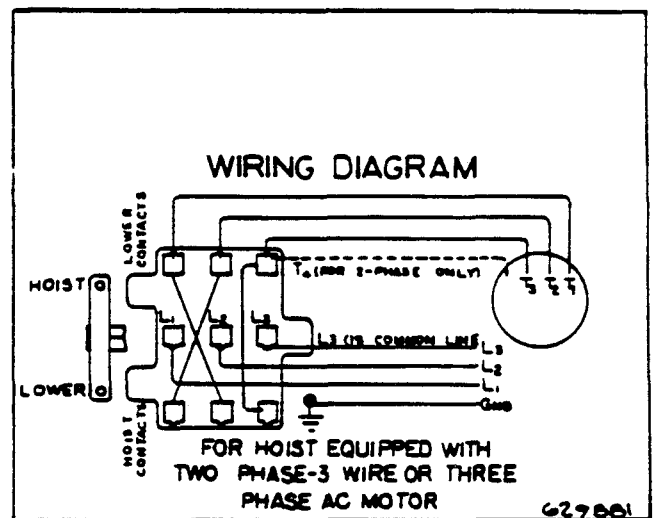 WIRING DIAGRAM
LOWER CONTACTS
HOIST
T4 (FOR 2-PHASE ONLY)
T3 T2 T1
L1 L2 L3
L3 (IS COMMON LINE
L3
L2
L1
LOWER
GND
HOIST CONTACTS
FOR HOIST EQUIPPED WITH
TWO PHASE-3 WIRE OR THREE
PHASE AC MOTOR
629881